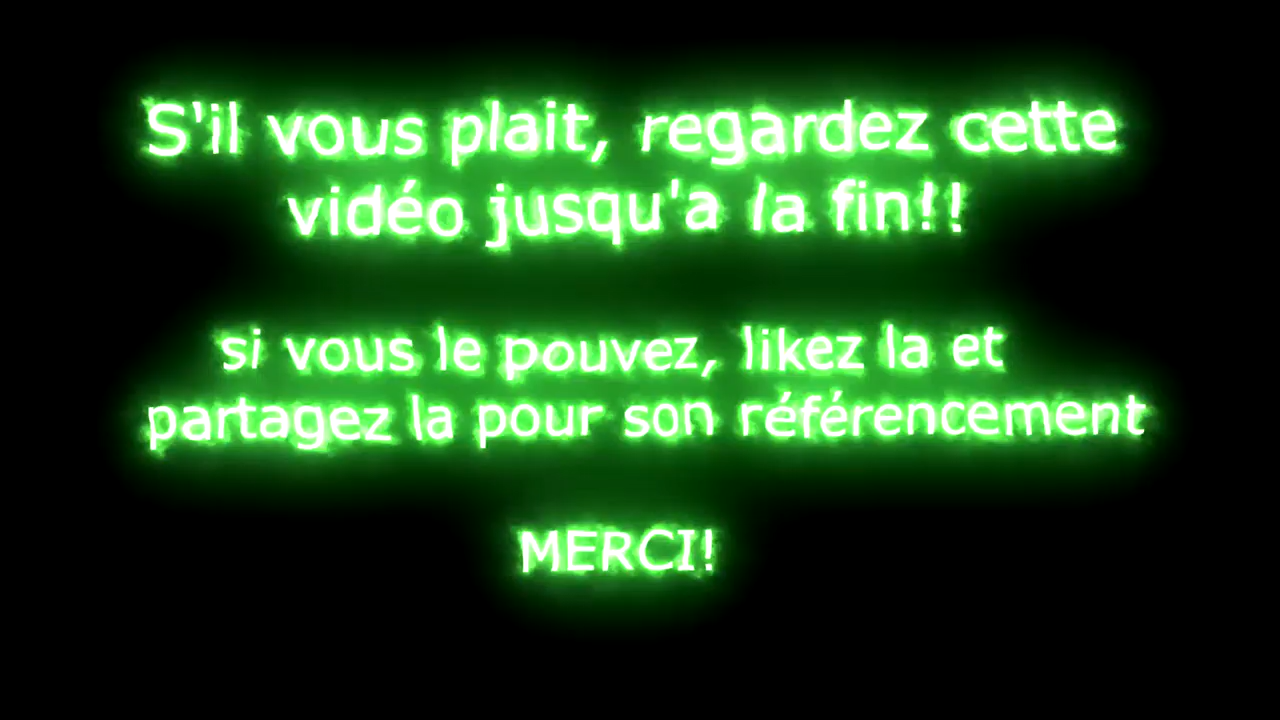 S'il vous plait, regardez cette
vidéo jusqu'a la fin!!
si vous le pouvez, likez la et
partagez la pour son référencement
MERCI!